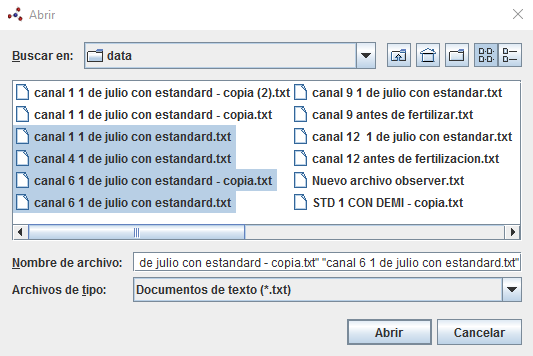 Abrir
Buscar en: data
canal 1 1 de julio con estandard - copia (2).txt
canal 1 1 de julio con estandard - copia.txt
canal 1 1 de julio con estandard.txt
canal 4 1 de julio con estandard.txt
canal 6 1 de julio con estandard - copia.txt
canal 6 1 de julio con estandard.txt
canal 9 1 de julio con estandar.txt
canal 9 antes de fertilizar.txt
canal 12  1 de julio con estandar.txt
canal 12 antes de fertilizacion.txt
Nuevo archivo observer.txt
STD 1 CON DEMI - copia.txt
Nombre de archivo: de julio con estandard - copia.txt" "canal 6 1 de julio con estandard.txt"
Archivos de tipo: Documentos de texto (*.txt)
Abrir Cancelar